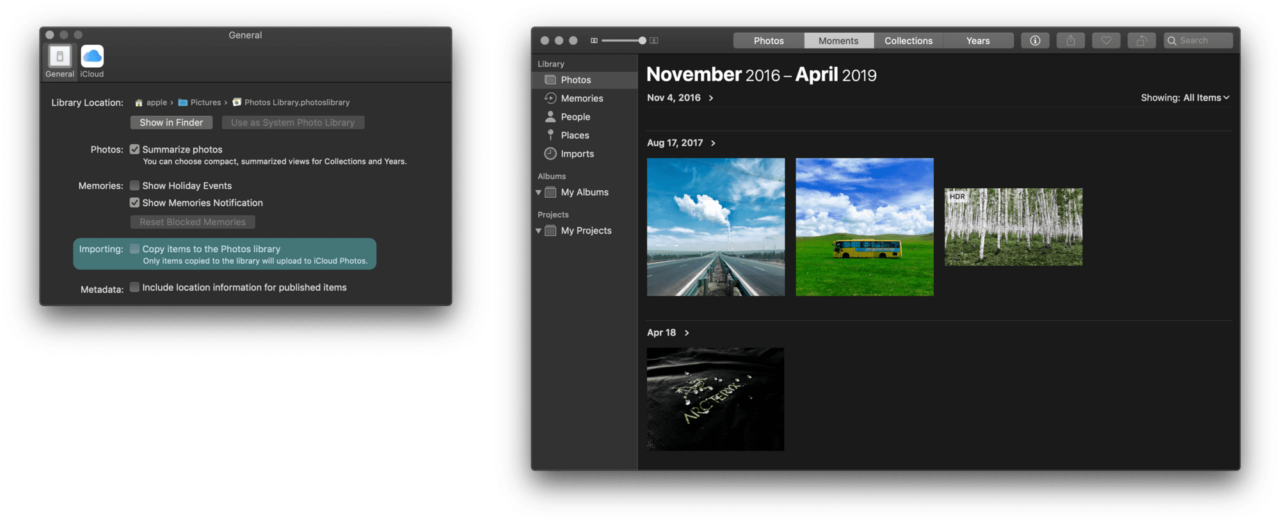 General
General
iCloud
Library Location: apple › Pictures › Photos Library.photoslibrary
Show in Finder
Use as System Photo Library
Photos: Summarize photos
You can choose compact, summarized views for Collections and Years.
Memories: Show Holiday Events
Show Memories Notification
Reset Blocked Memories
Importing: Copy items to the Photos library
Only items copied to the library will upload to iCloud Photos.
Metadata: Include location information for published items
Photos
Moments
Collections
Years
Search
Library
Photos
Memories
People
Places
Imports
Albums
My Albums
Projects
My Projects
November 2016 – April 2019
Nov 4, 2016 >
Showing: All Items
Aug 17, 2017 >
HDR
Apr 18 >
ARC'TERYX